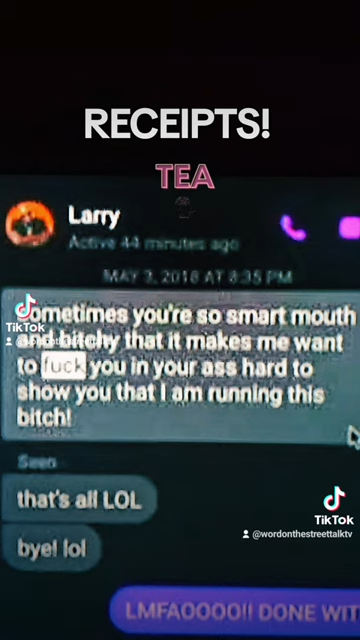 RECEIPTS!
TEA
Larry
Active 44 minutes ago
MAY 3, 2018 AT 8:35 PM
ometimes you're so smart mouth
bitchy that it makes me want
to fuck you in your ass hard to
show you that I am running this
bitch!
TikTok
Seen
that's all LOL
TikTok
@wordonthestreettalktv
bye! lol
LMFAOOOO!! DONE WIT